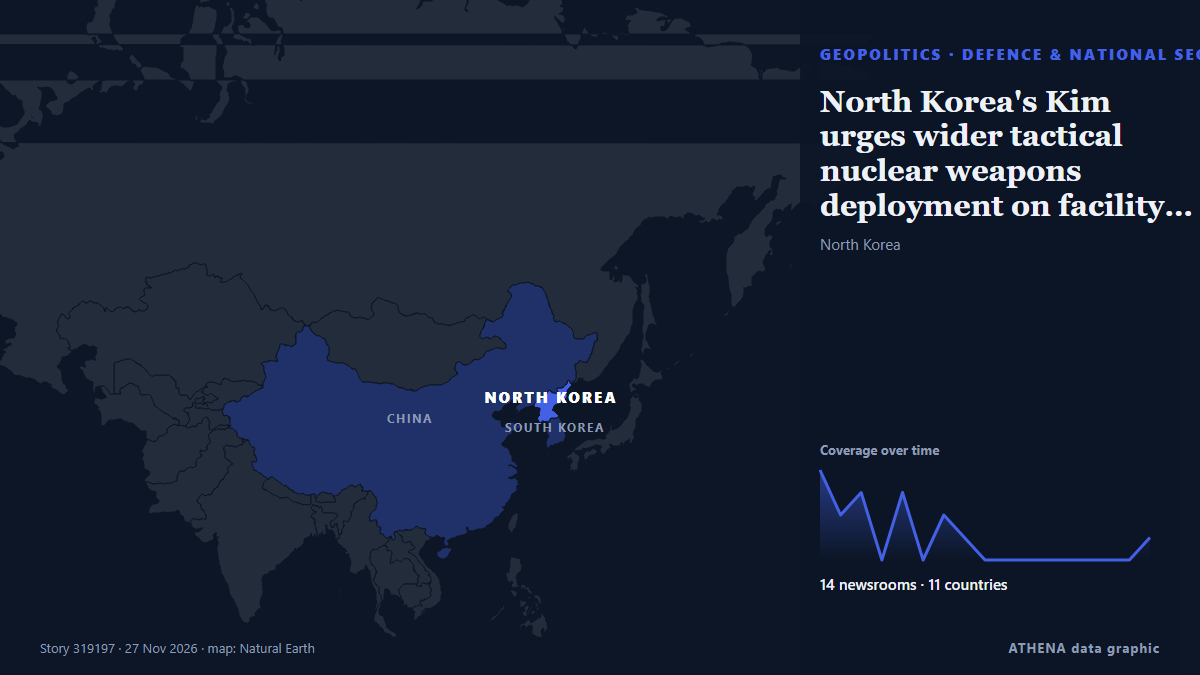 GEOPOLITICS · DEFENCE & NATIONAL SEC
North Korea's Kim
urges wider tactical
nuclear weapons
deployment on facility...
North Korea
NORTH KOREA
CHINA
SOUTH KOREA
Coverage over time
14 newsrooms · 11 countries
Story 319197 · 27 Nov 2026 · map: Natural Earth
ATHENA data graphic